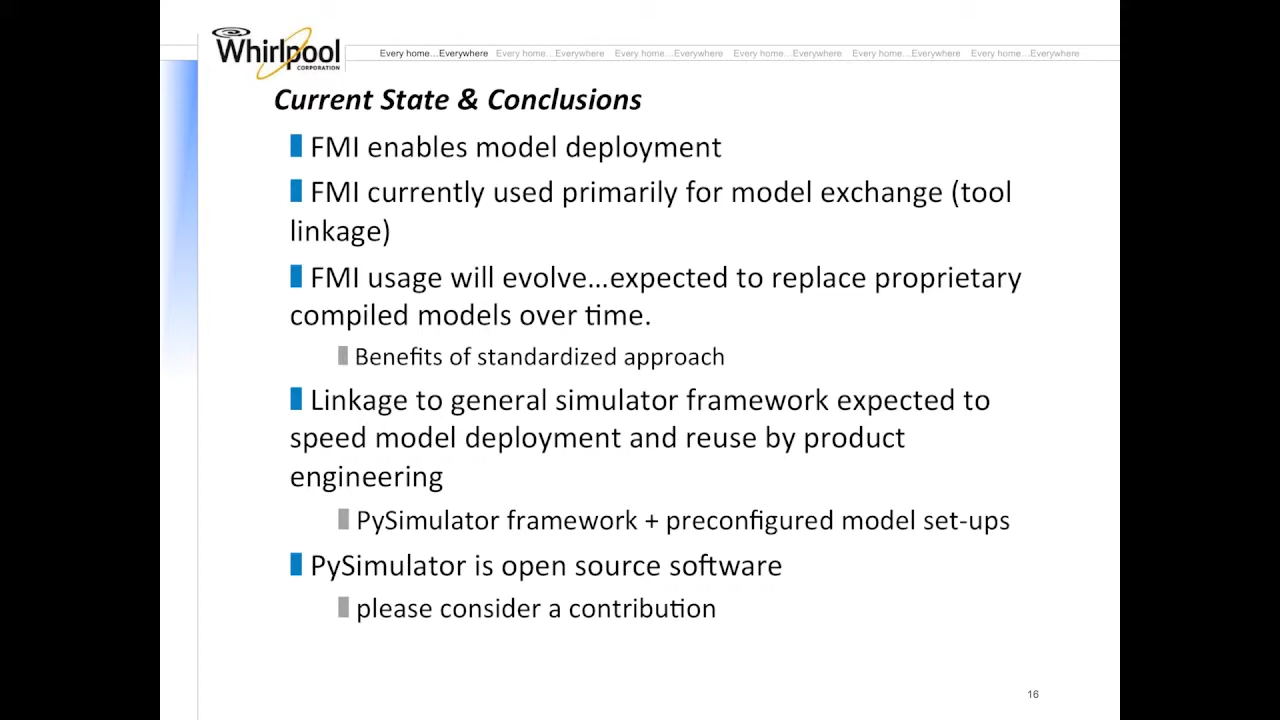 Whirlpool
CORPORATION
Every home...Everywhere Every home...Everywhere Every home...Everywhere Every home...Everywhere Every home...Everywhere Every home...Everywhere
Current State & Conclusions
FMI enables model deployment
FMI currently used primarily for model exchange (tool
linkage)
FMI usage will evolve...expected to replace proprietary
compiled models over time.
Benefits of standardized approach
Linkage to general simulator framework expected to
speed model deployment and reuse by product
engineering
PySimulator framework + preconfigured model set-ups
PySimulator is open source software
please consider a contribution
16